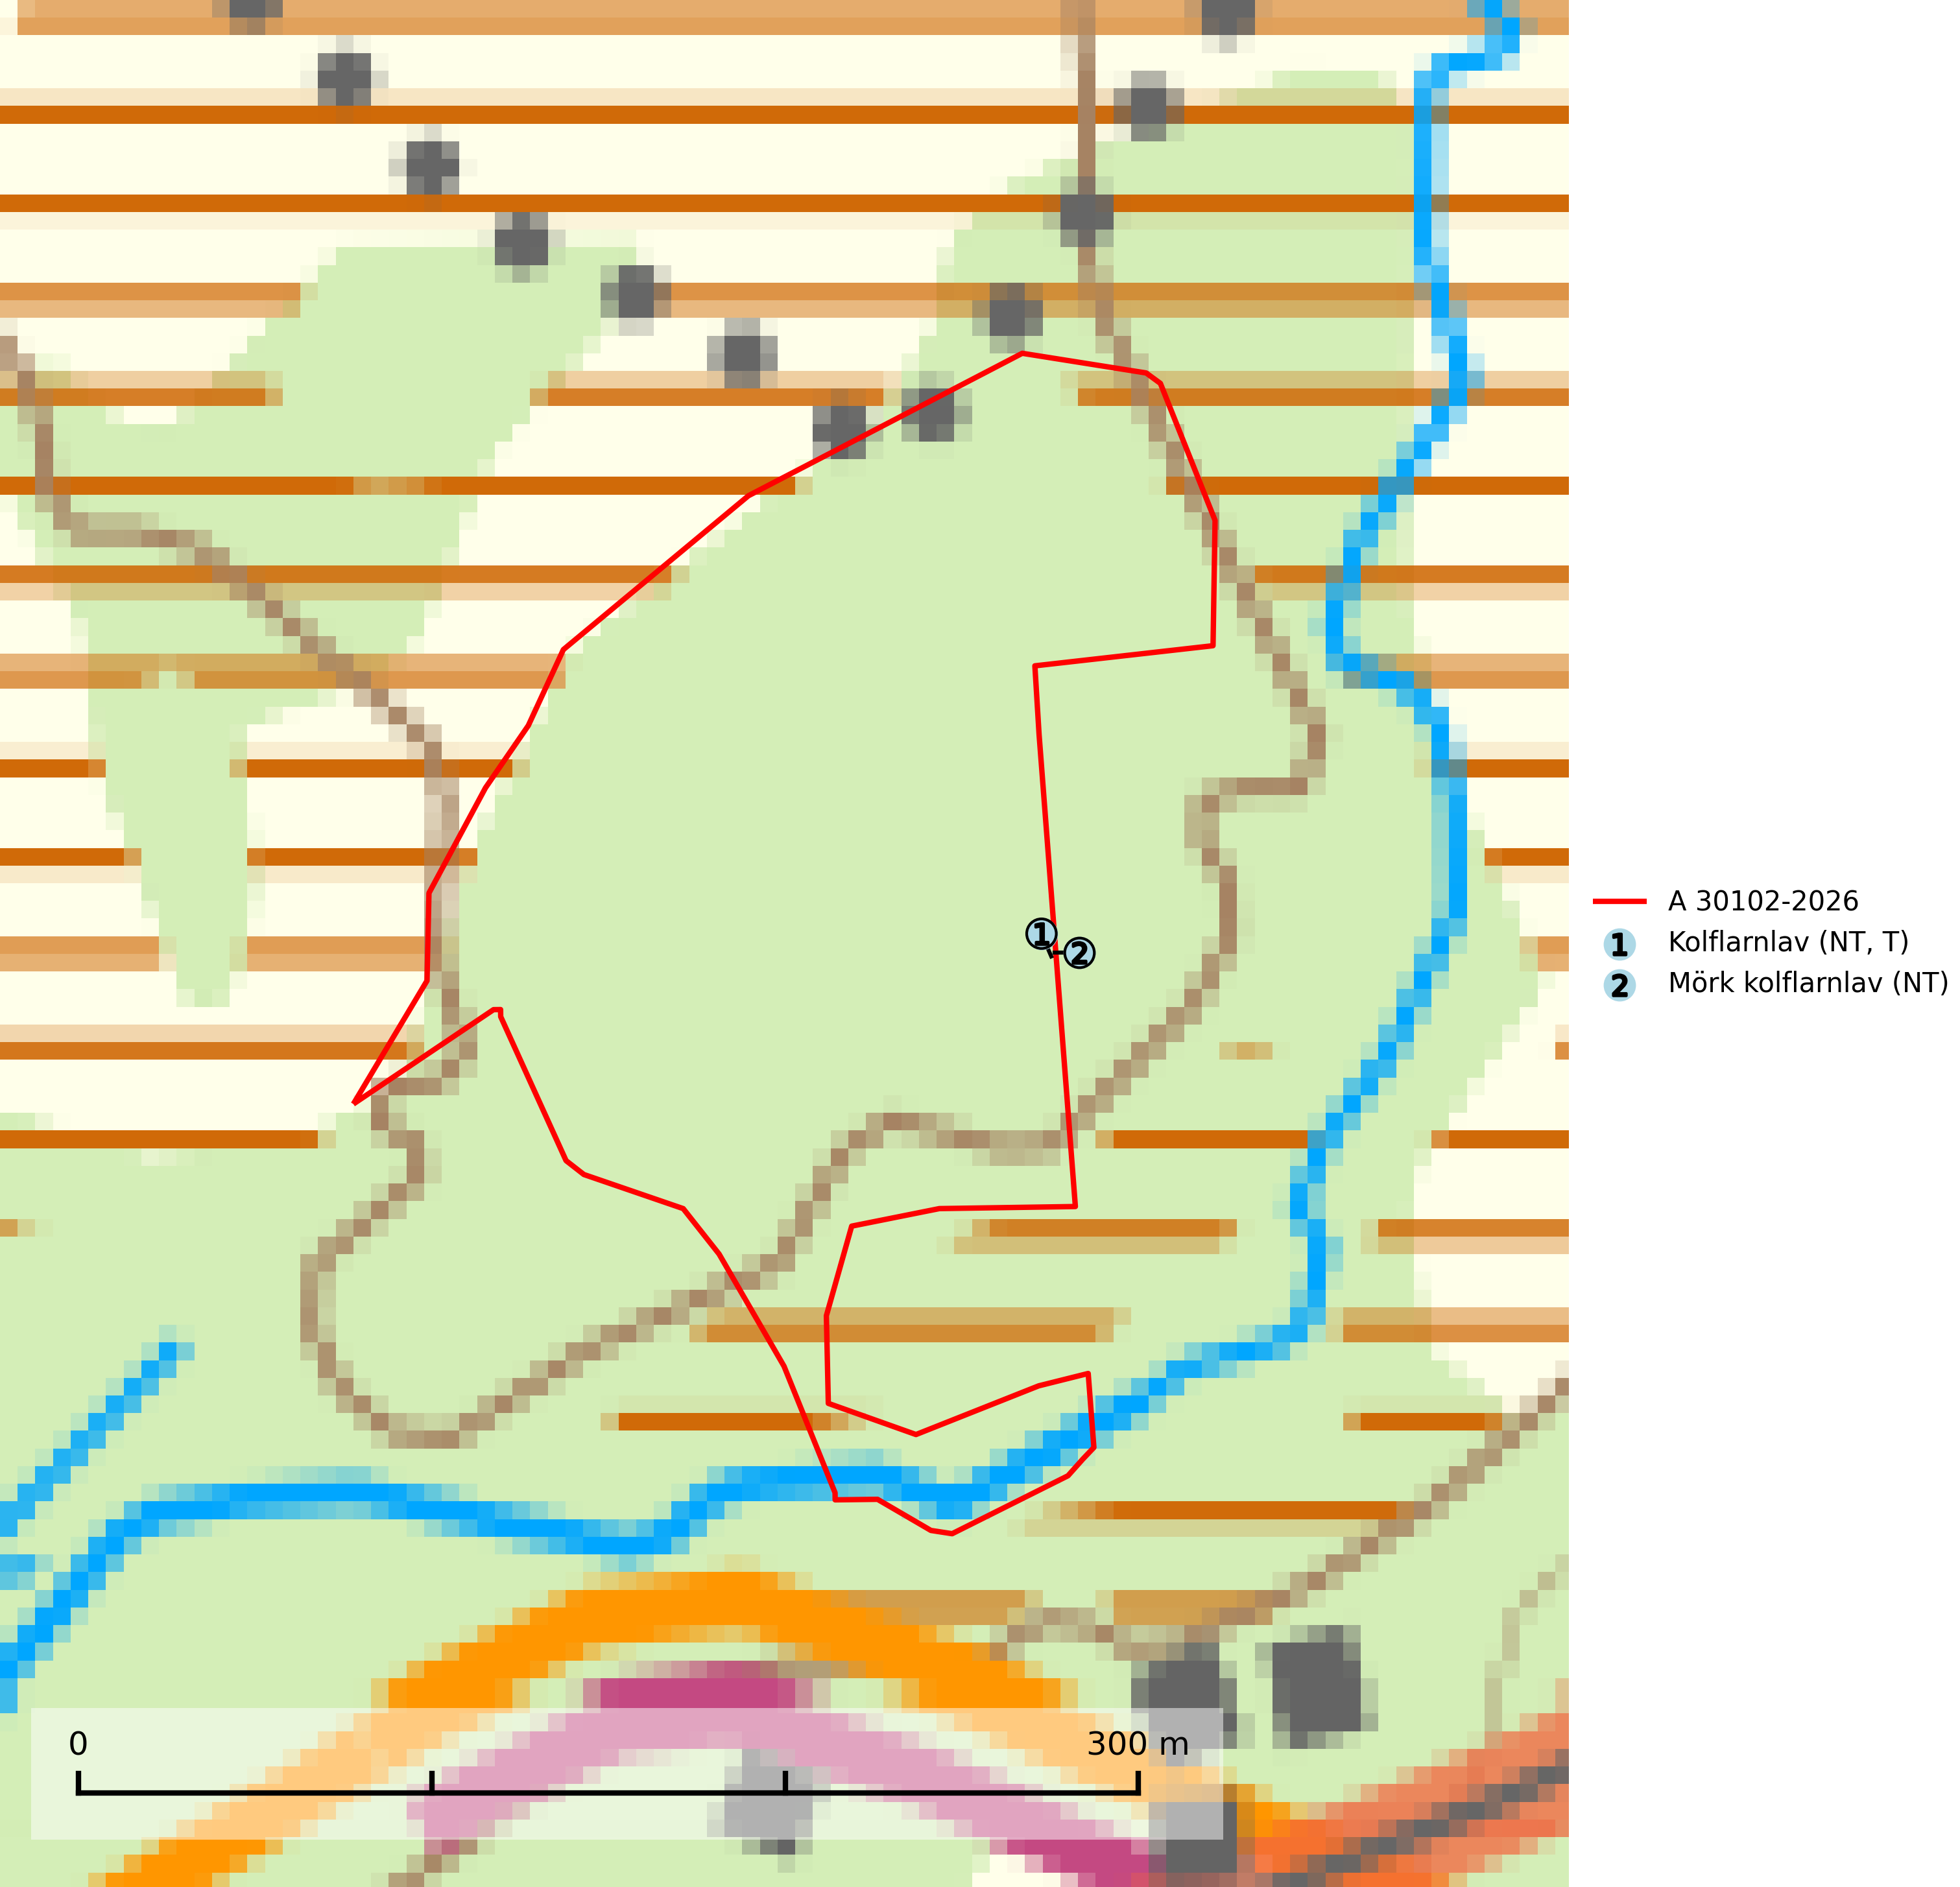 A 30102-2026
1 Kolflarnlav (NT, T)
2 Mörk kolflarnlav (NT)
1
2
0 300 m